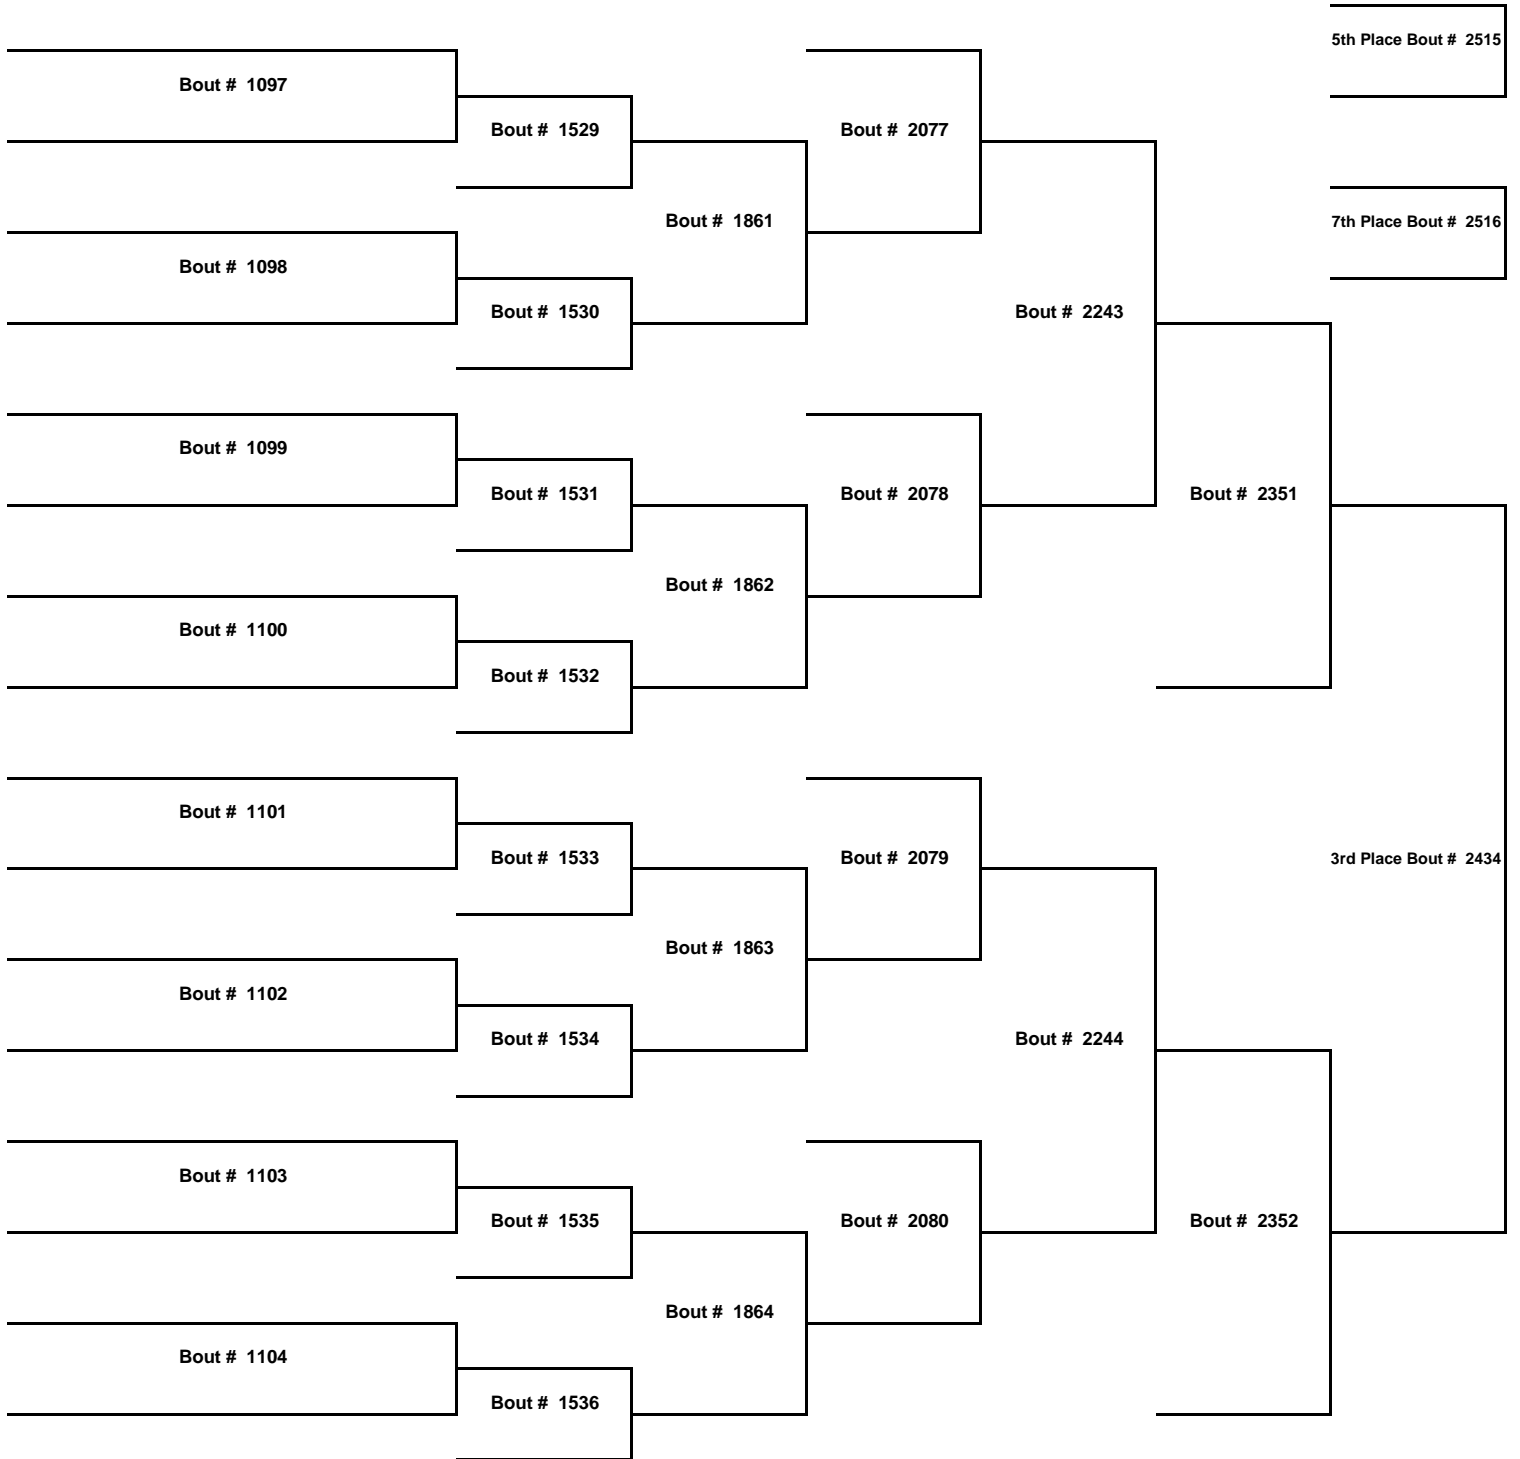 5th Place Bout # 2515
Bout # 1097
Bout # 1529
Bout # 2077
Bout # 1861
7th Place Bout # 2516
Bout # 1098
Bout # 1530
Bout # 2243
Bout # 1099
Bout # 1531
Bout # 2078
Bout # 2351
Bout # 1862
Bout # 1100
Bout # 1532
Bout # 1101
Bout # 1533
Bout # 2079
3rd Place Bout # 2434
Bout # 1863
Bout # 1102
Bout # 1534
Bout # 2244
Bout # 1103
Bout # 1535
Bout # 2080
Bout # 2352
Bout # 1864
Bout # 1104
Bout # 1536